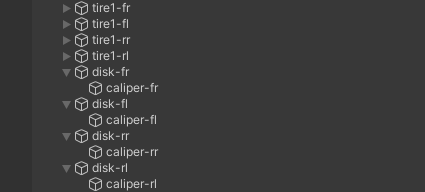 tire1-fr
tire1-fl
tire1-rr
tire1-rl
disk-fr
caliper-fr
disk-fl
caliper-fl
disk-rr
caliper-rr
disk-rl
caliper-rl